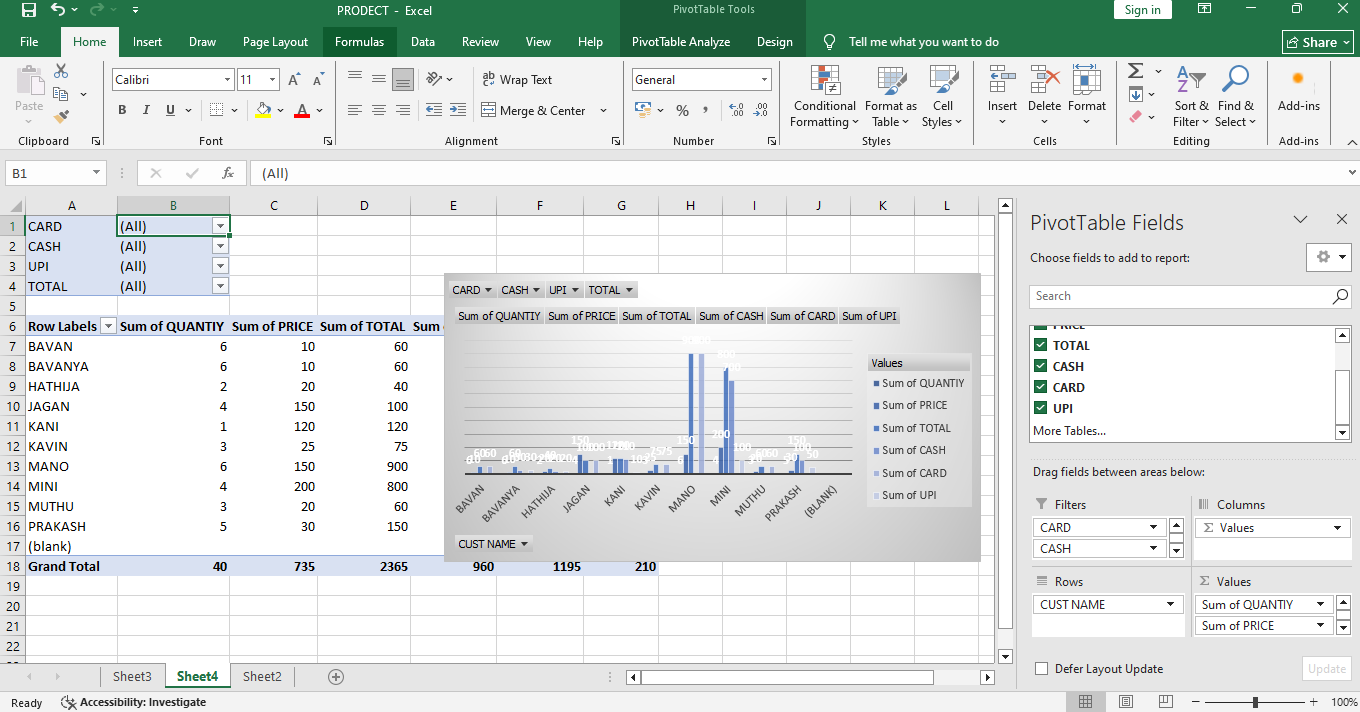 PRODECT - Excel
PivotTable Tools
Sign in
File Home Insert Draw Page Layout Formulas Data Review View Help PivotTable Analyze Design Tell me what you want to do Share
Paste
Calibri 11
B I U
A A
A
ab Wrap Text
Merge & Center
General
% ,
Conditional Formatting
Format as Table
Cell Styles
Insert Delete Format
Sort & Filter
Find & Select
Add-ins
Clipboard Font Alignment Number Styles Cells Editing Add-ins
B1 fx (All)
A B C D E F G H I J K L
1 CARD (All)
2 CASH (All)
3 UPI (All)
4 TOTAL (All)
5
6 Row Labels Sum of QUANTIY Sum of PRICE Sum of TOTAL Sum
7 BAVAN 6 10 60
8 BAVANYA 6 10 60
9 HATHIJA 2 20 40
10 JAGAN 4 150 100
11 KANI 1 120 120
12 KAVIN 3 25 75
13 MANO 6 150 900
14 MINI 4 200 800
15 MUTHU 3 20 60
16 PRAKASH 5 30 150
17 (blank)
18 Grand Total 40 735 2365 960 1195 210
19
20
21
22
CARD CASH UPI TOTAL
Sum of QUANTIY Sum of PRICE Sum of TOTAL Sum of CASH Sum of CARD Sum of UPI
Values
Sum of QUANTIY
Sum of PRICE
Sum of TOTAL
Sum of CASH
Sum of CARD
Sum of UPI
BAVAN BAVANYA HATHIJA JAGAN KANI KAVIN MANO MINI MUTHU PRAKASH (BLANK)
CUST NAME
PivotTable Fields
Choose fields to add to report:
Search
PRICE
TOTAL
CASH
CARD
UPI
More Tables...
Drag fields between areas below:
Filters
CARD
CASH
Columns
Σ Values
Rows
CUST NAME
Σ Values
Sum of QUANTIY
Sum of PRICE
Defer Layout Update Update
Sheet3 Sheet4 Sheet2
Ready Accessibility: Investigate 100%